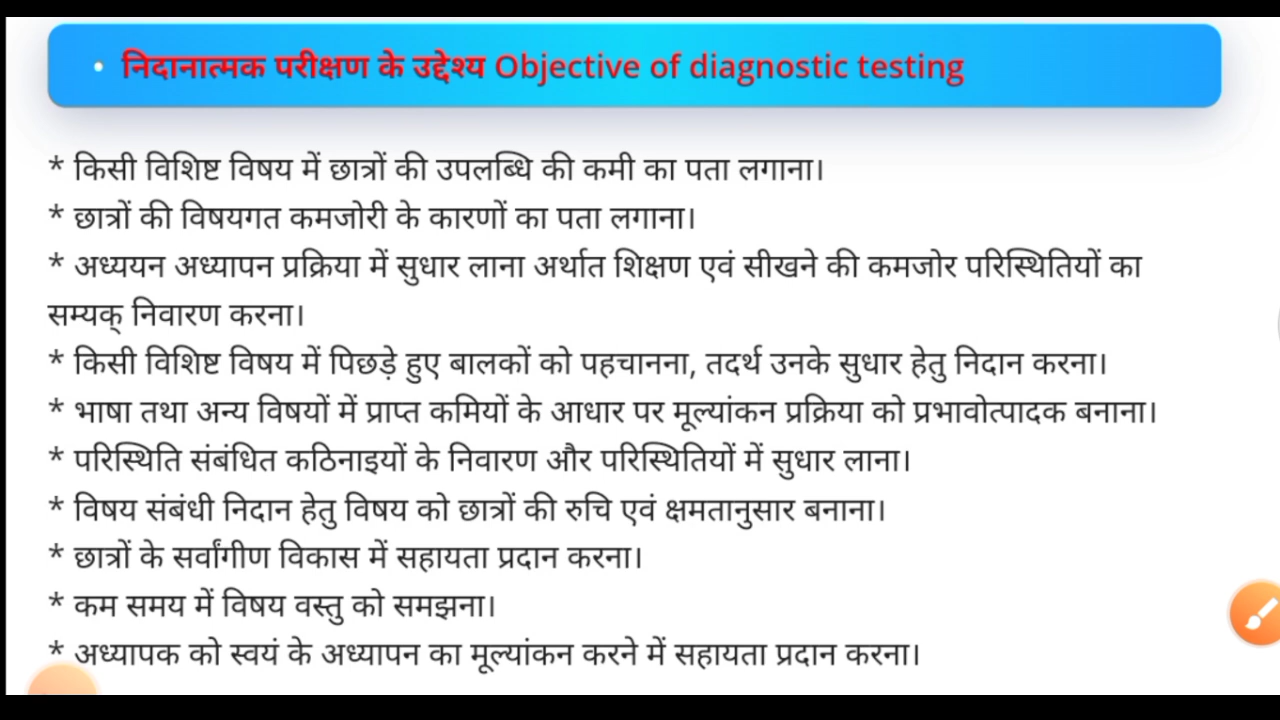 • निदानात्मक परीक्षण के उद्देश्य Objective of diagnostic testing
* किसी विशिष्ट विषय में छात्रों की उपलब्धि की कमी का पता लगाना।
* छात्रों की विषयगत कमजोरी के कारणों का पता लगाना।
* अध्ययन अध्यापन प्रक्रिया में सुधार लाना अर्थात शिक्षण एवं सीखने की कमजोर परिस्थितियों का
सम्यक् निवारण करना।
* किसी विशिष्ट विषय में पिछड़े हुए बालकों को पहचानना, तदर्थ उनके सुधार हेतु निदान करना।
* भाषा तथा अन्य विषयों में प्राप्त कमियों के आधार पर मूल्यांकन प्रक्रिया को प्रभावोत्पादक बनाना।
* परिस्थिति संबंधित कठिनाइयों के निवारण और परिस्थितियों में सुधार लाना।
* विषय संबंधी निदान हेतु विषय को छात्रों की रुचि एवं क्षमतानुसार बनाना।
* छात्रों के सर्वांगीण विकास में सहायता प्रदान करना।
* कम समय में विषय वस्तु को समझना।
* अध्यापक को स्वयं के अध्यापन का मूल्यांकन करने में सहायता प्रदान करना।